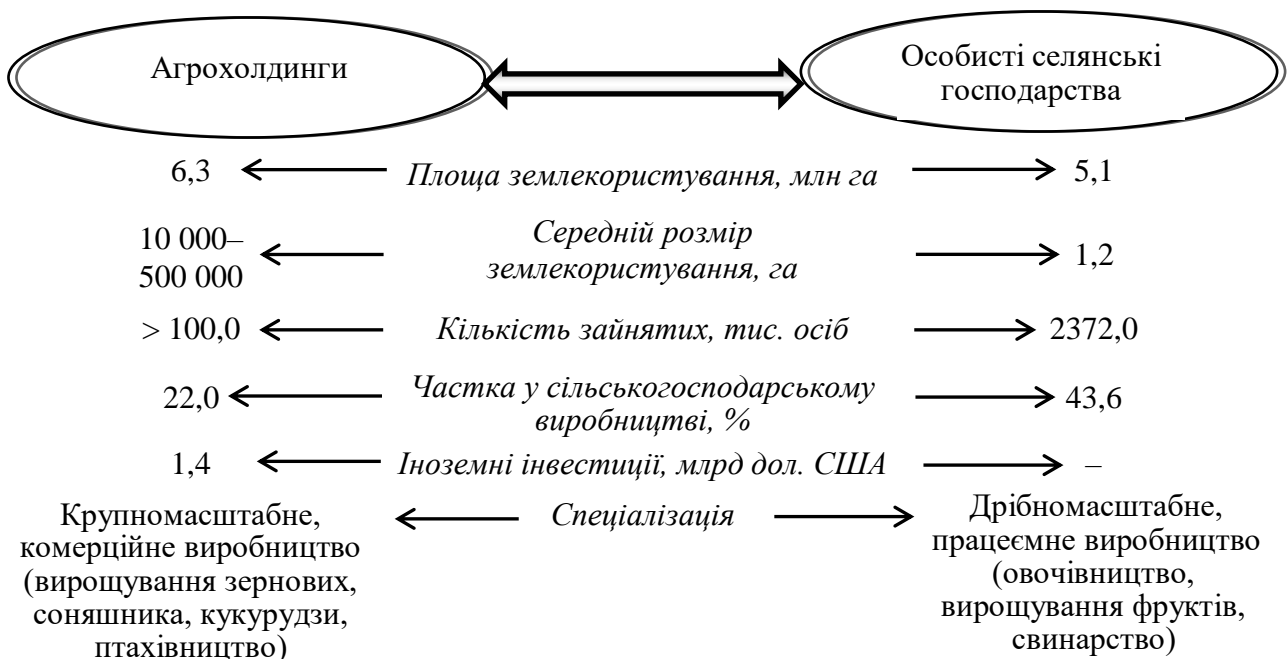 Агрохолдинги
Особисті селянські
господарства
6,3
Площа землекористування, млн га
5,1
10 000–
500 000
Середній розмір
землекористування, га
1,2
> 100,0
Кількість зайнятих, тис. осіб
2372,0
22,0
Частка у сільськогосподарському
виробництві, %
43,6
1,4
Іноземні інвестиції, млрд дол. США
–
Крупномасштабне,
комерційне виробництво
(вирощування зернових,
соняшника, кукурудзи,
птахівництво)
Спеціалізація
Дрібномасштабне,
працеємне виробництво
(овочівництво,
вирощування фруктів,
свинарство)